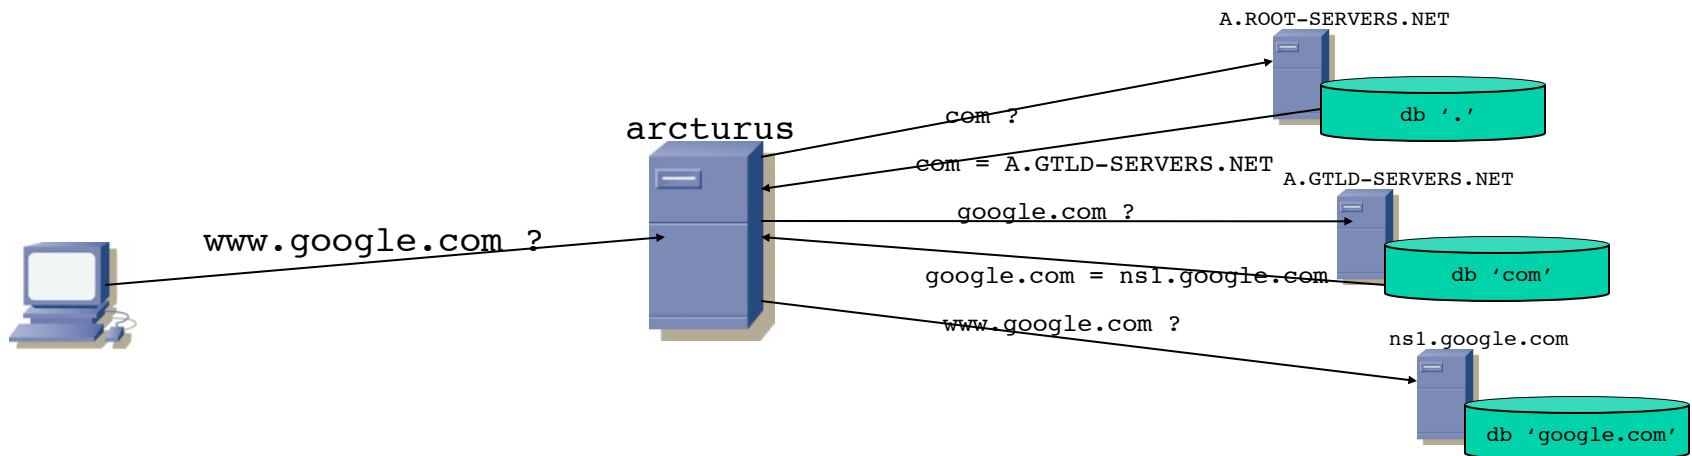 A.ROOT-SERVERS.NET
db ‘.’
com ?
arcturus
com = A.GTLD-SERVERS.NET
A.GTLD-SERVERS.NET
google.com ?
www.google.com ?
google.com = ns1.google.com
db ‘com’
www.google.com ?
ns1.google.com
db ‘google.com’